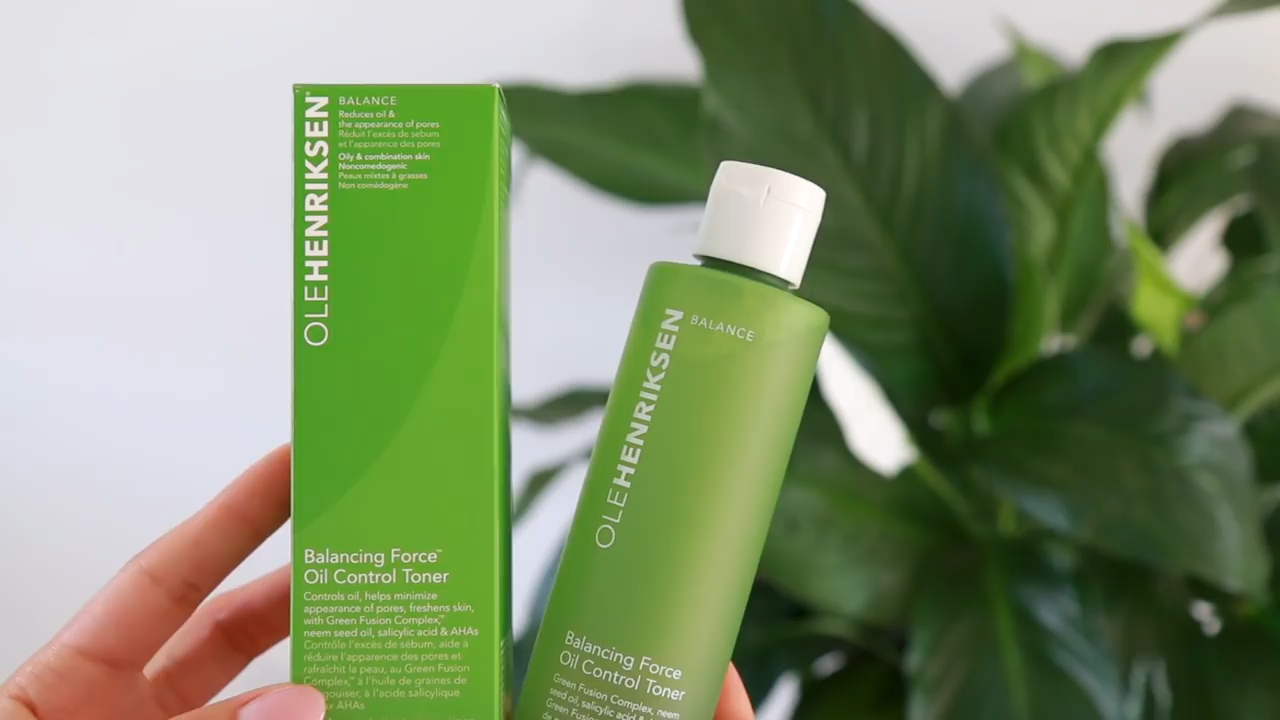 OLEHENRIKSEN
BALANCE
Reduces oil &
the appearance of pores
Réduit l'excès de sebum
et l'apparence des pores
Oily & combination skin
Noncomedogenic
Peaux mixtes à grasses
Non comédogène
Balancing Force™
Oil Control Toner
Controls oil, helps minimize
appearance of pores, freshens skin,
with Green Fusion Complex,™
neem seed oil, salicylic acid & AHAs
Contrôle l'excès de sébum, aide à
réduire l'apparence des pores et
rafraîchit la peau, au Green Fusion
Complex,™ à l'huile de graines de
à l'acide salicylique
AHAs
OLEHENRIKSEN
BALANCE
Balancing Force
Oil Control Toner
Green Fusion Complex, neem
seed oil, salicylic acid &
Green Fusion